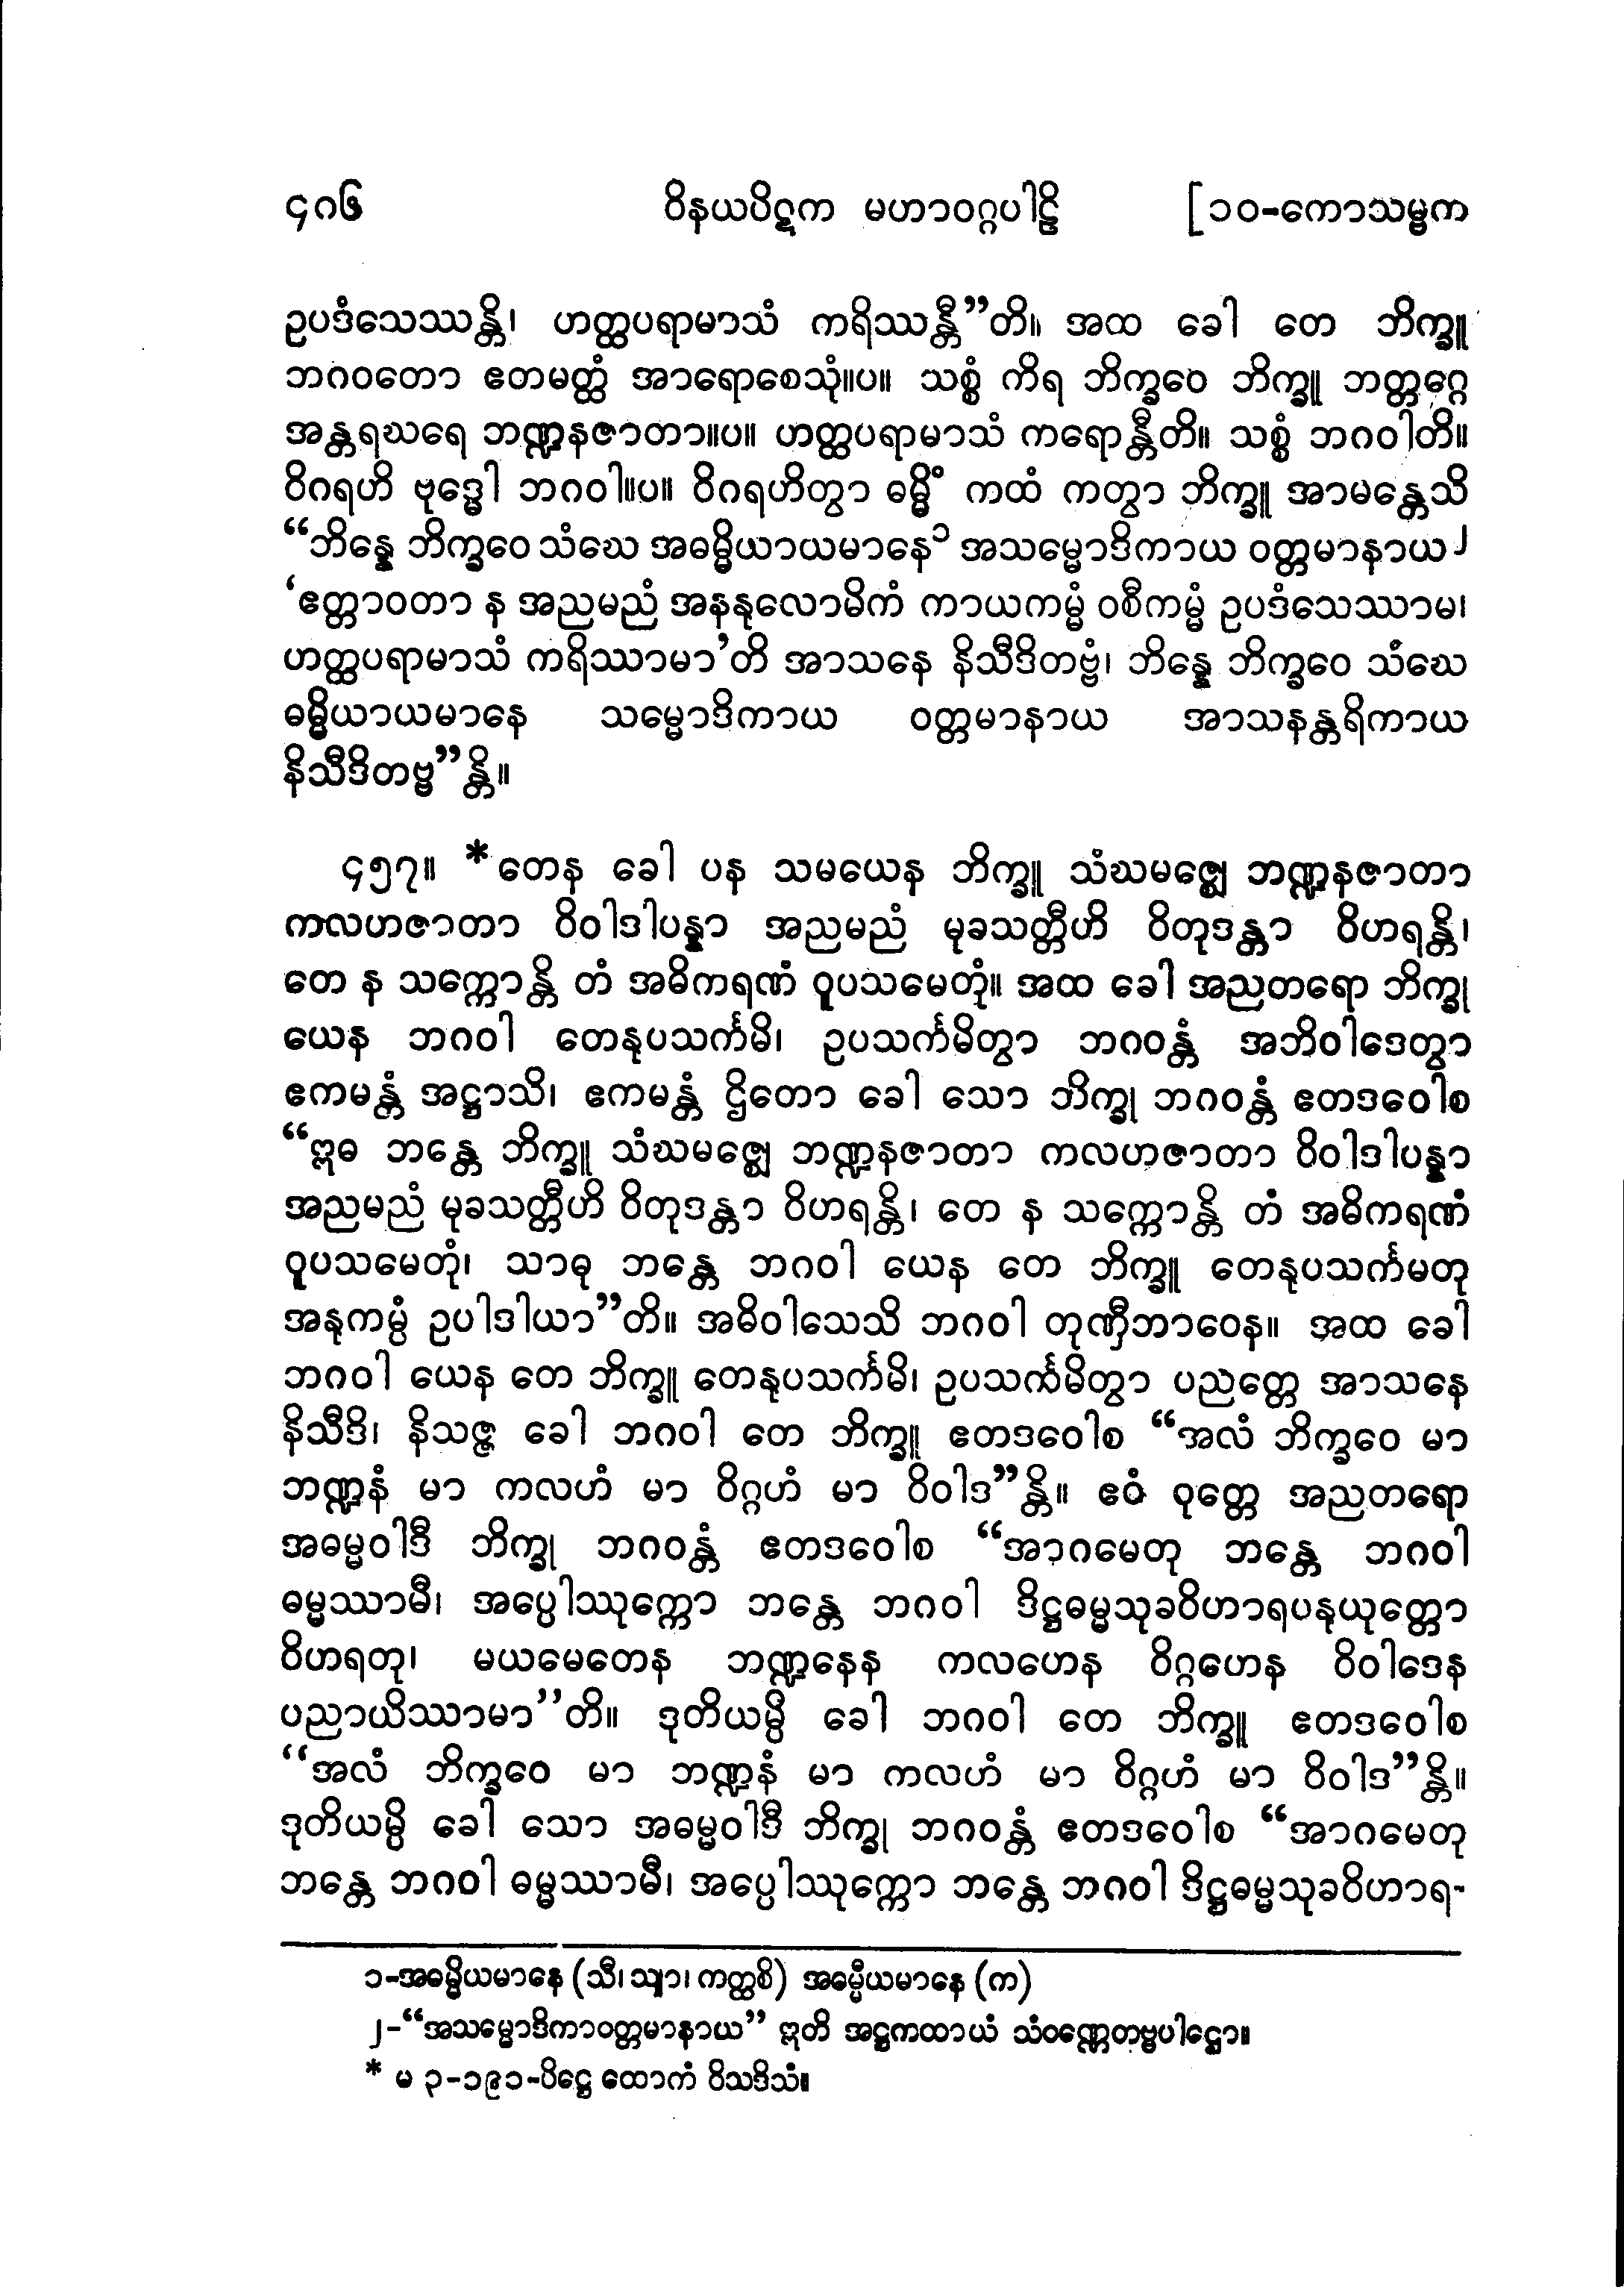 ၄၈၆ ဝိနယပိဋက မဟာဝဂ္ဂပါဠိ [၁၀-ကောသမ္ဗက
ဥပဒံသေဿန္တိ၊ ဟတ္ထပရာမာသံ ကရိဿန္တီ”တိ။ အထ ခေါ တေ ဘိက္ခူ
ဘဂဝတော ဧတမတ္ထံ အာရောစေသုံ။ပ။ သစ္စံ ကိရ ဘိက္ခဝေ ဘိက္ခူ ဘတ္တဂ္ဂေ
အန္တရဃရေ ဘဏ္ဍနဇာတာ။ပ။ ဟတ္ထပရာမာသံ ကရောန္တီတိ။ သစ္စံ ဘဂဝါတိ။
ဝိဂရဟိ ဗုဒ္ဓေါ ဘဂဝါ။ပ။ ဝိဂရဟိတွာ ဓမ္မိံ ကထံ ကတွာ ဘိက္ခူ အာမန္တေသိ
“ဘိန္နေ ဘိက္ခဝေ သံဃေ အဓမ္မိယာယမာနေ၁ အသမ္မောဒိကာယ ဝတ္တမာနာယ၂
‘ဧတ္တာဝတာ န အညမညံ အနနုလောမိကံ ကာယကမ္မံ ဝစီကမ္မံ ဥပဒံသေဿာမ၊
ဟတ္ထပရာမာသံ ကရိဿာမာ’တိ အာသနေ နိသီဒိတဗ္ဗံ၊ ဘိန္နေ ဘိက္ခဝေ သံဃေ
ဓမ္မိယာယမာနေ သမ္မောဒိကာယ ဝတ္တမာနာယ အာသနန္တရိကာယ
နိသီဒိတဗ္ဗ”န္တိ။
၄၅၇။ *တေန ခေါ ပန သမယေန ဘိက္ခူ သံဃမဇ္ဈေ ဘဏ္ဍနဇာတာ
ကလဟဇာတာ ဝိဝါဒါပန္နာ အညမညံ မုခသတ္တီဟိ ဝိတုဒန္တာ ဝိဟရန္တိ၊
တေ န သက္ကောန္တိ တံ အဓိကရဏံ ဝူပသမေတုံ။ အထ ခေါ အညတရော ဘိက္ခု
ယေန ဘဂဝါ တေနုပသင်္ကမိ၊ ဥပသင်္ကမိတွာ ဘဂဝန္တံ အဘိဝါဒေတွာ
ဧကမန္တံ အဋ္ဌာသိ၊ ဧကမန္တံ ဌိတော ခေါ သော ဘိက္ခု ဘဂဝန္တံ ဧတဒဝေါစ
“ဣဓ ဘန္တေ ဘိက္ခူ သံဃမဇ္ဈေ ဘဏ္ဍနဇာတာ ကလဟဇာတာ ဝိဝါဒါပန္နာ
အညမညံ မုခသတ္တီဟိ ဝိတုဒန္တာ ဝိဟရန္တိ၊ တေ န သက္ကောန္တိ တံ အဓိကရဏံ
ဝူပသမေတုံ၊ သာဓု ဘန္တေ ဘဂဝါ ယေန တေ ဘိက္ခူ တေနုပသင်္ကမတု
အနုကမ္ပံ ဥပါဒါယာ”တိ။ အဓိဝါသေသိ ဘဂဝါ တုဏှီဘာဝေန။ အထ ခေါ
ဘဂဝါ ယေန တေ ဘိက္ခူ တေနုပသင်္ကမိ၊ ဥပသင်္ကမိတွာ ပညတ္တေ အာသနေ
နိသီဒိ၊ နိသဇ္ဇ ခေါ ဘဂဝါ တေ ဘိက္ခူ ဧတဒဝေါစ “အလံ ဘိက္ခဝေ မာ
ဘဏ္ဍနံ မာ ကလဟံ မာ ဝိဂ္ဂဟံ မာ ဝိဝါဒ”န္တိ။ ဧဝံ ဝုတ္တေ အညတရော
အဓမ္မဝါဒီ ဘိက္ခု ဘဂဝန္တံ ဧတဒဝေါစ “အာဂမေတု ဘန္တေ ဘဂဝါ
ဓမ္မဿာမီ၊ အပ္ပေါဿုက္ကော ဘန္တေ ဘဂဝါ ဒိဋ္ဌဓမ္မသုခဝိဟာရပနုယုတ္တော
ဝိဟရတု၊ မယမေတေန ဘဏ္ဍနေန ကလဟေန ဝိဂ္ဂဟေန ဝိဝါဒေန
ပညာယိဿာမာ”တိ။ ဒုတိယမ္ပိ ခေါ ဘဂဝါ တေ ဘိက္ခူ ဧတဒဝေါစ
“အလံ ဘိက္ခဝေ မာ ဘဏ္ဍနံ မာ ကလဟံ မာ ဝိဂ္ဂဟံ မာ ဝိဝါဒ”န္တိ။
ဒုတိယမ္ပိ ခေါ သော အဓမ္မဝါဒီ ဘိက္ခု ဘဂဝန္တံ ဧတဒဝေါစ “အာဂမေတု
ဘန္တေ ဘဂဝါ ဓမ္မဿာမီ၊ အပ္ပေါဿုက္ကော ဘန္တေ ဘဂဝါ ဒိဋ္ဌဓမ္မသုခဝိဟာရ-
၁-အဓမ္မိယမာနေ (သီ၊ သျာ၊ ကတ္ထစိ) အဓမ္မီယမာနေ (က)
၂-“အသမ္မောဒိကာဝတ္တမာနာယ” ဣတိ အဋ္ဌကထာယံ သံဝဏ္ဏေတဗ္ဗပါဌော။
* မ ၃-၁၉၁-ပိဋ္ဌေ ထောကံ ဝိသဒိသံ။